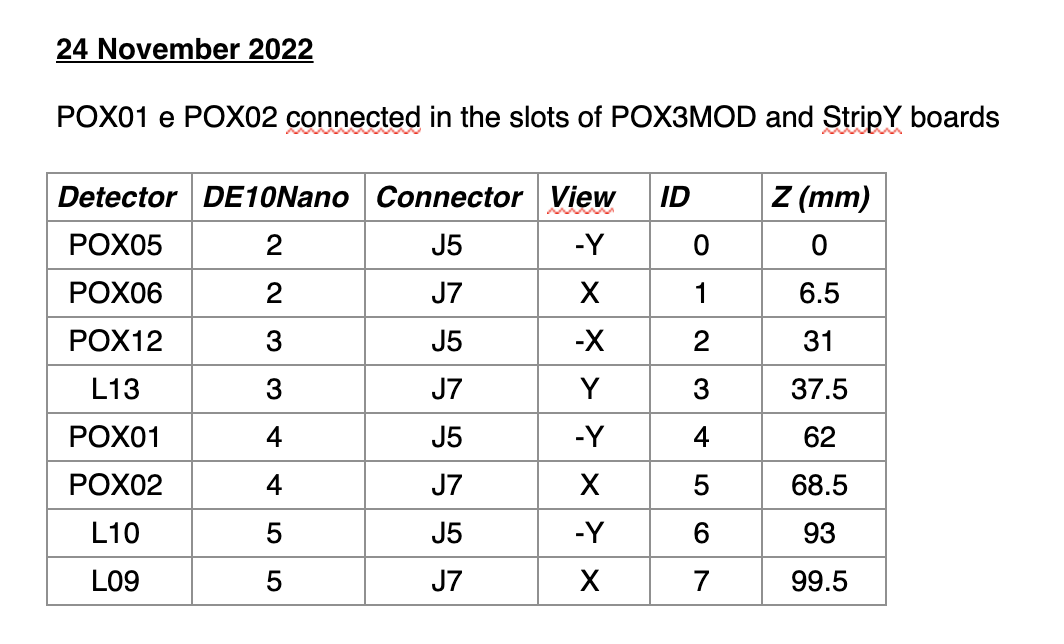 24 November 2022
POX01 e POX02 connected in the slots of POX3MOD and StripY boards
Detector DE10Nano Connector View ID Z (mm)
POX05 2 J5 -Y 0 0
POX06 2 J7 X 1 6.5
POX12 3 J5 -X 2 31
L13 3 J7 Y 3 37.5
POX01 4 J5 -Y 4 62
POX02 4 J7 X 5 68.5
L10 5 J5 -Y 6 93
L09 5 J7 X 7 99.5